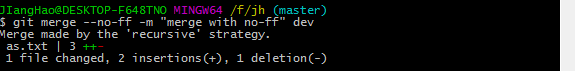 JIangHao@DESKTOP-F648TNO MINGW64 /f/jh (master)
$ git merge --no-ff -m "merge with no-ff" dev
Merge made by the 'recursive' strategy.
 as.txt | 3 ++-
 1 file changed, 2 insertions(+), 1 deletion(-)